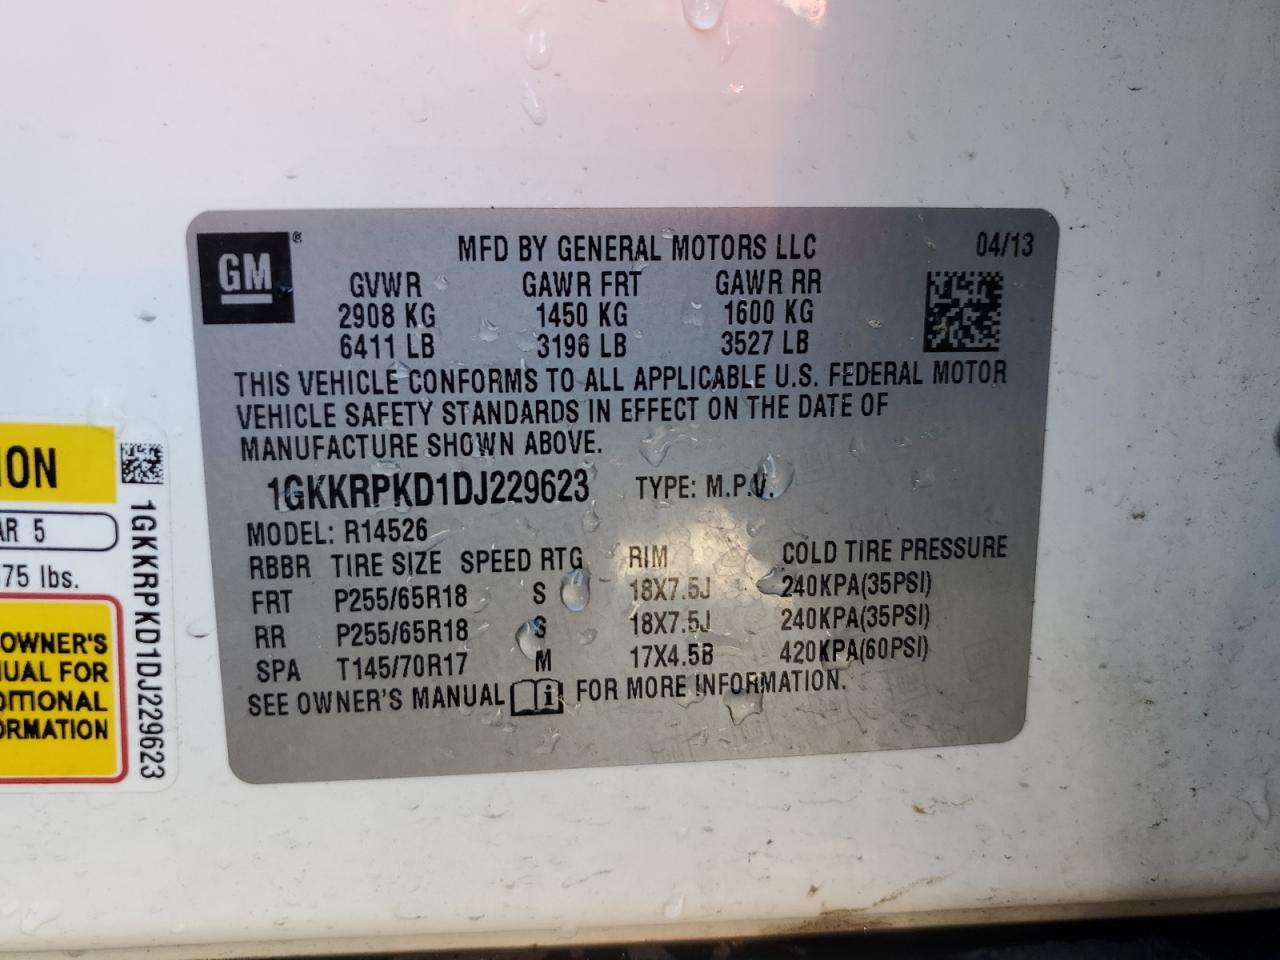 GM ®
MFD BY GENERAL MOTORS LLC 04/13
GVWR GAWR FRT GAWR RR
2908 KG 1450 KG 1600 KG
6411 LB 3196 LB 3527 LB
THIS VEHICLE CONFORMS TO ALL APPLICABLE U.S. FEDERAL MOTOR
VEHICLE SAFETY STANDARDS IN EFFECT ON THE DATE OF
MANUFACTURE SHOWN ABOVE.
1GKKRPKD1DJ229623 TYPE: M.P.V.
MODEL: R14526
RBBR TIRE SIZE SPEED RTG RIM COLD TIRE PRESSURE
FRT P255/65R18 S 18X7.5J 240KPA(35PSI)
RR P255/65R18 S 18X7.5J 240KPA(35PSI)
SPA T145/70R17 M 17X4.5B 420KPA(60PSI)
SEE OWNER'S MANUAL i FOR MORE INFORMATION.
ION
AR 5
75 lbs.
OWNER'S
NUAL FOR
DITIONAL
ORMATION
1GKKRPKD1DJ229623